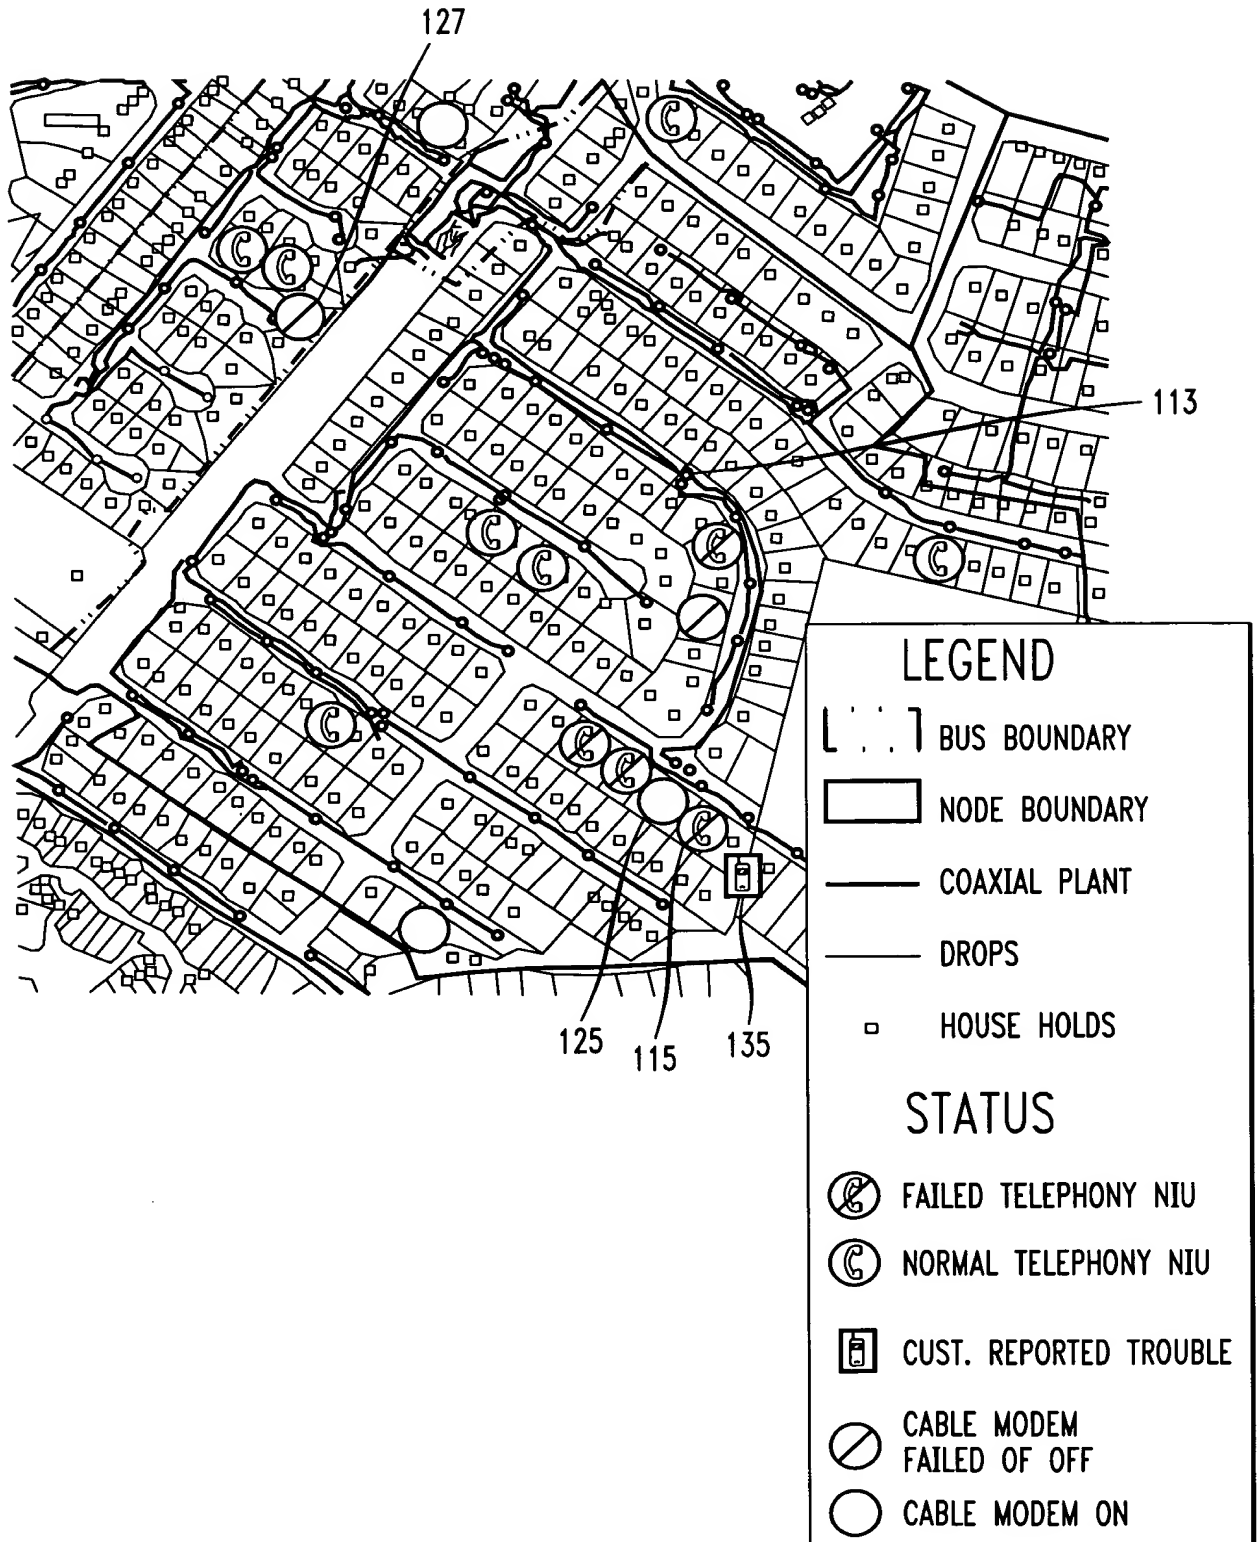 127
113
125
115
135
LEGEND
BUS BOUNDARY
NODE BOUNDARY
COAXIAL PLANT
DROPS
HOUSE HOLDS
STATUS
FAILED TELEPHONY NIU
NORMAL TELEPHONY NIU
CUST. REPORTED TROUBLE
CABLE MODEM
FAILED OF OFF
CABLE MODEM ON